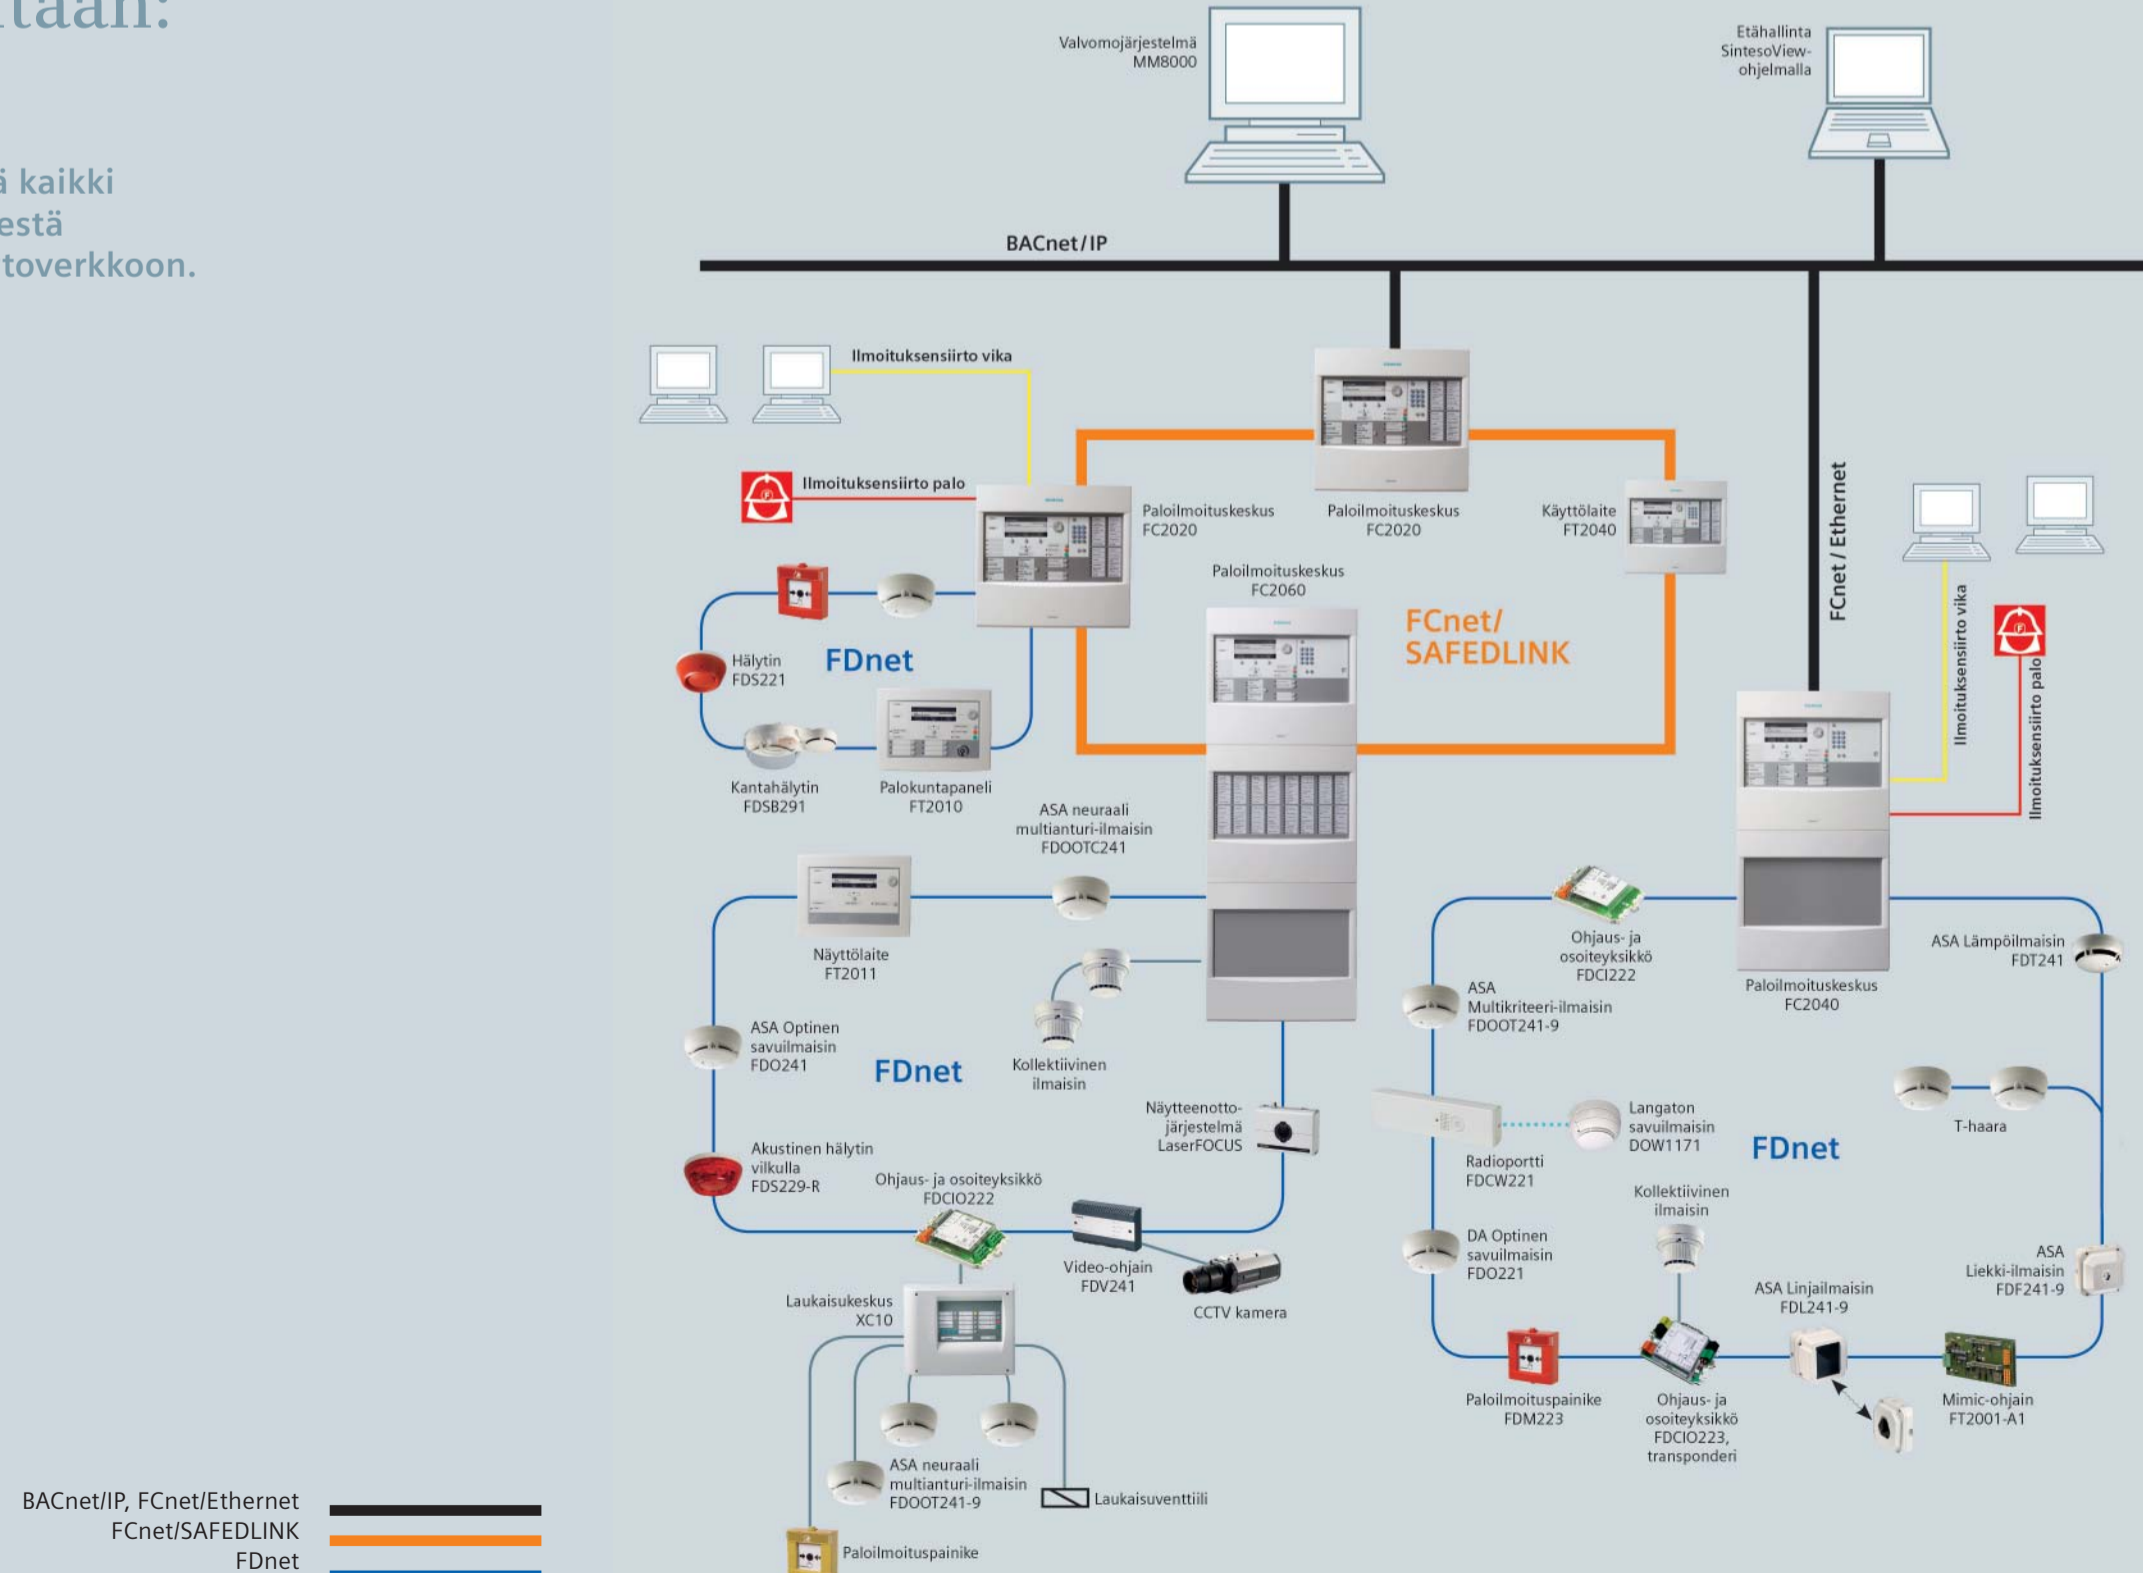 ä kaikki
estä
toverkkoon.
Valvomojärjestelmä
MM8000
Etähallinta
SintesoView-
ohjelmalla
BACnet/IP
Ilmoituksensiirto vika
Ilmoituksensiirto palo
Paloilmoituskeskus
FC2020
Paloilmoituskeskus
FC2020
Käyttölaite
FT2040
FCnet / Ethernet
Ilmoituksensiirto vika
Ilmoituksensiirto palo
Paloilmoituskeskus
FC2060
FCnet/
SAFEDLINK
Hälytin
FDS221
FDnet
Kantahälytin
FDSB291
Palokuntapaneli
FT2010
ASA neuraali
multianturi-ilmaisin
FDOOTC241
Näyttölaite
FT2011
ASA Optinen
savuilmaisin
FDO241
FDnet
Kollektiivinen
ilmaisin
Näytteenotto-
järjestelmä
LaserFOCUS
Akustinen hälytin
vilkulla
FDS229-R
Ohjaus- ja osoiteyksikkö
FDCIO222
Video-ohjain
FDV241
CCTV kamera
Laukaisukeskus
XC10
ASA neuraali
multianturi-ilmaisin
FDOOT241-9
Laukaisuventtiili
Paloilmoituspainike
Ohjaus- ja
osoiteyksikkö
FDCI222
ASA Lämpöilmaisin
FDT241
Paloilmoituskeskus
FC2040
ASA
Multikriteeri-ilmaisin
FDOOT241-9
T-haara
Langaton
savuilmaisin
DOW1171
FDnet
Radioportti
FDCW221
Kollektiivinen
ilmaisin
DA Optinen
savuilmaisin
FDO221
ASA
Liekki-ilmaisin
FDF241-9
ASA Linjailmaisin
FDL241-9
Paloilmoituspainike
FDM223
Ohjaus- ja
osoiteyksikkö
FDCIO223,
transponderi
Mimic-ohjain
FT2001-A1
BACnet/IP, FCnet/Ethernet
FCnet/SAFEDLINK
FDnet